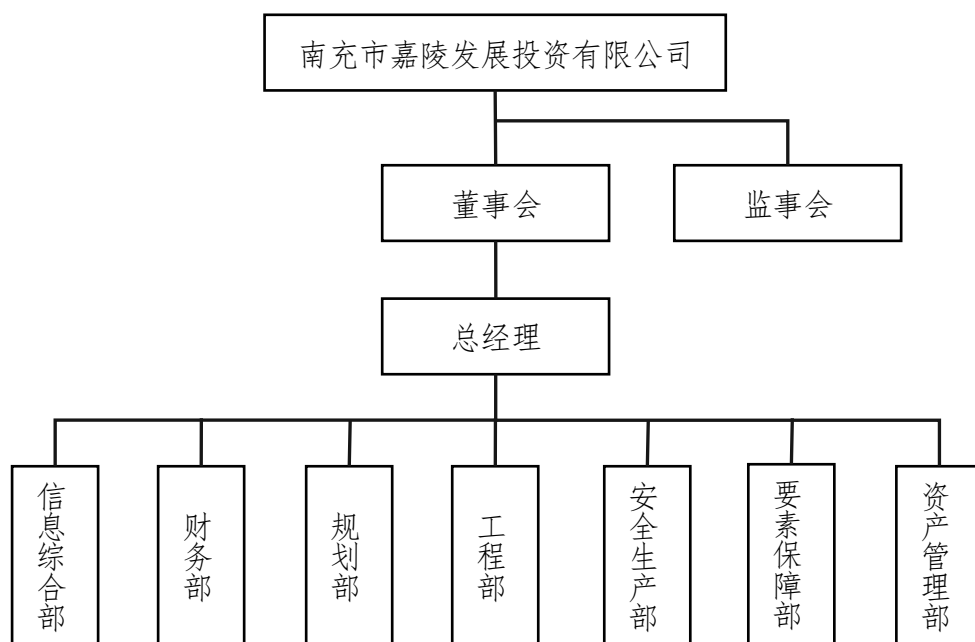 南充市嘉陵发展投资有限公司
董事会
监事会
总经理
信息综合部
财务部
规划部
工程部
安全生产部
要素保障部
资产管理部